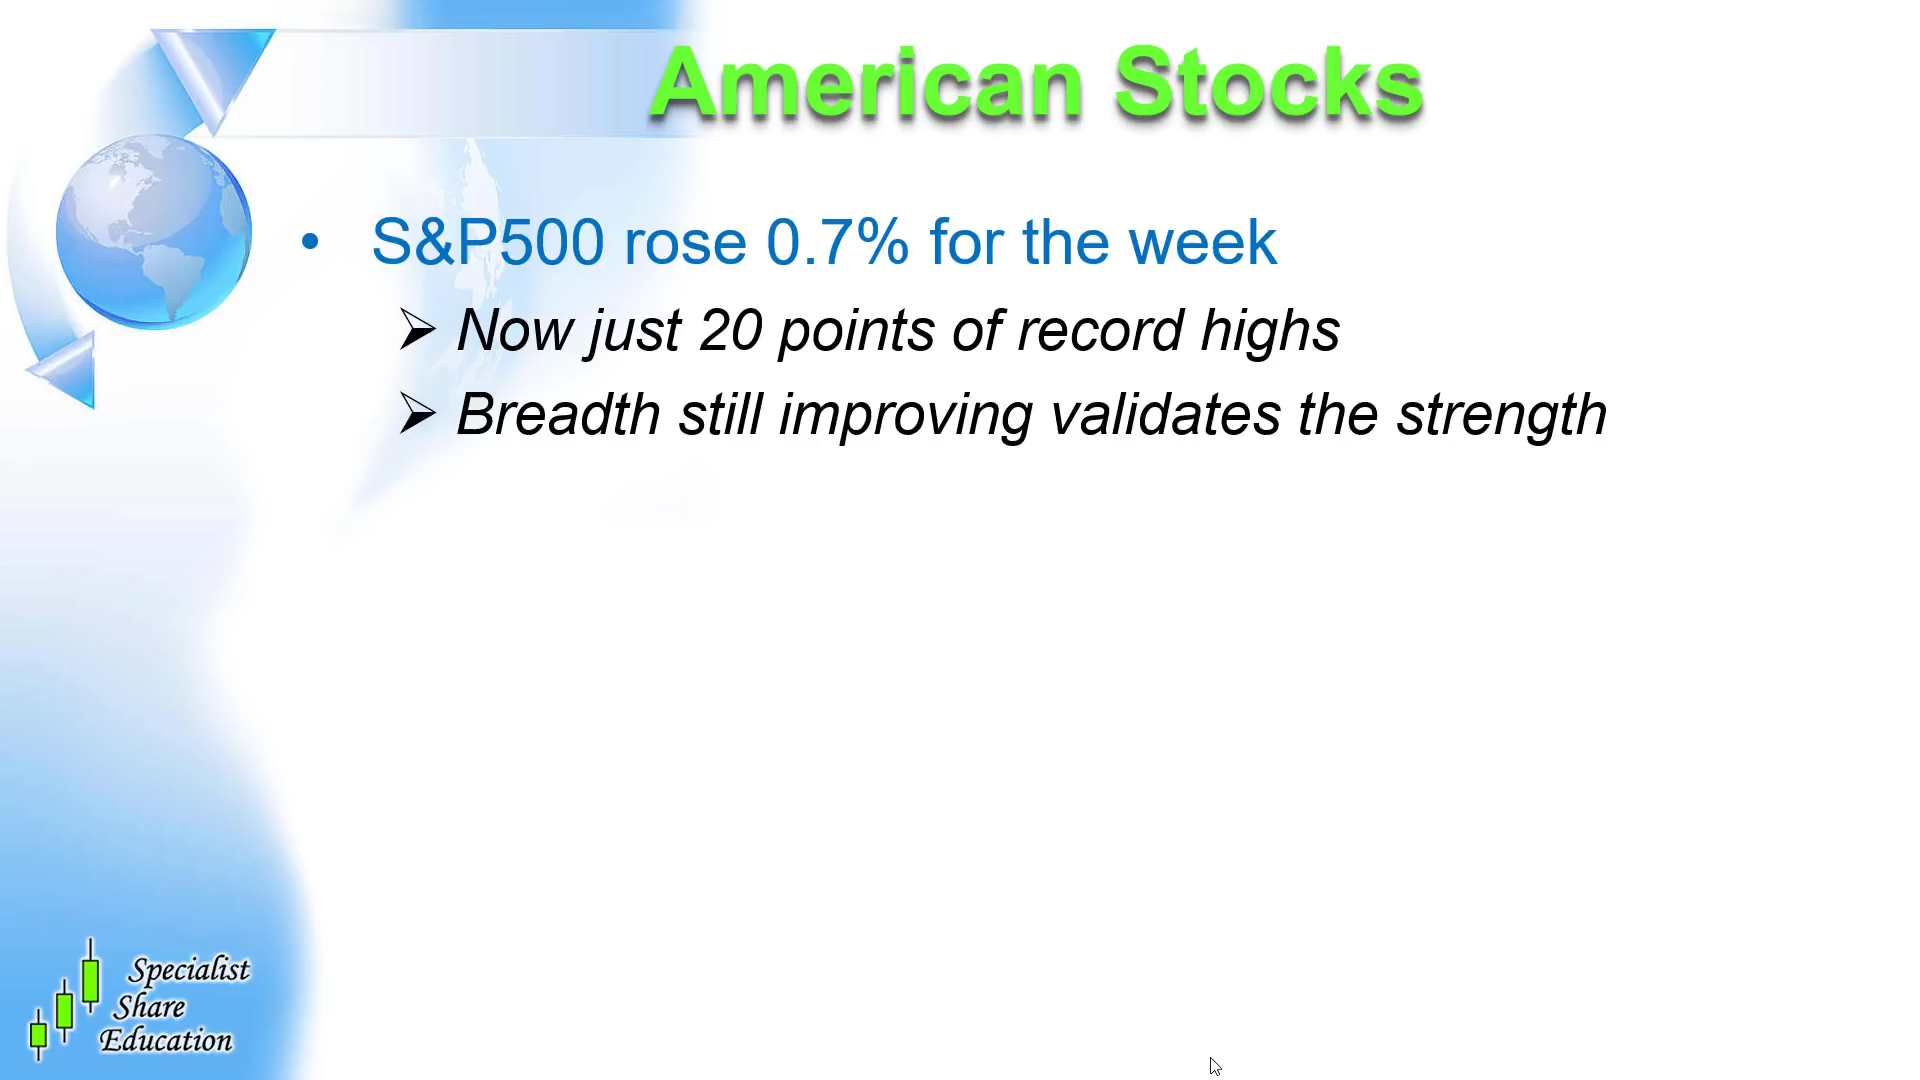 American Stocks
• S&P500 rose 0.7% for the week
➢ Now just 20 points of record highs
➢ Breadth still improving validates the strength
Specialist
Share
Education